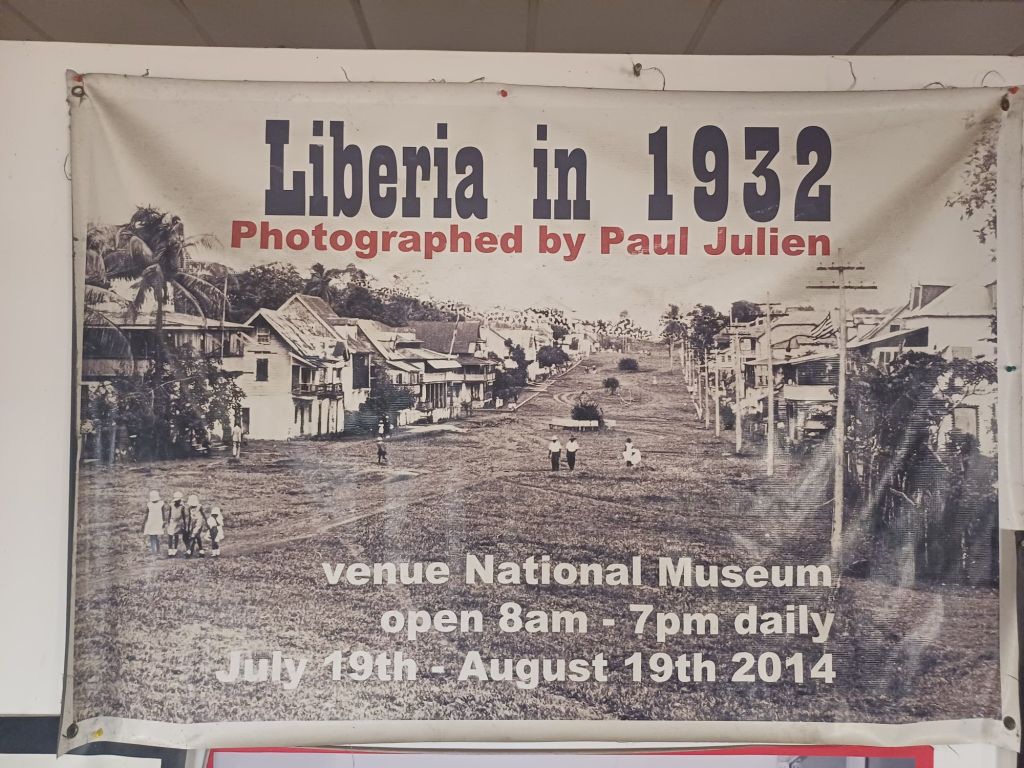 Liberia in 1932
Photographed by Paul Julien
venue National Museum
open 8am - 7pm daily
July 19th - August 19th 2014